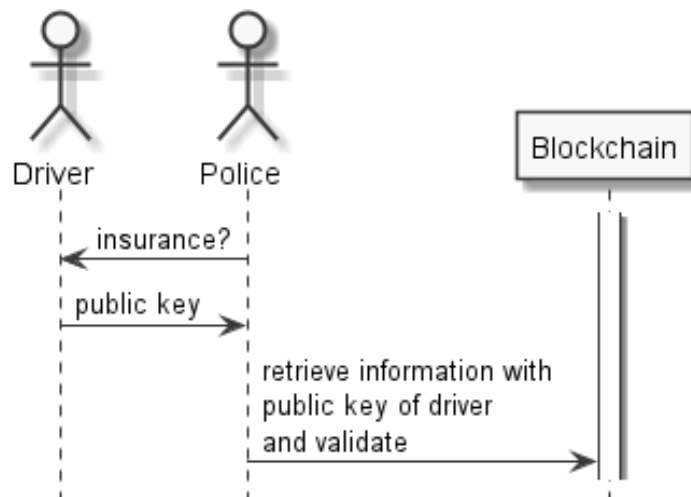 Driver
Police
Blockchain
insurance?
public key
retrieve information with
public key of driver
and validate